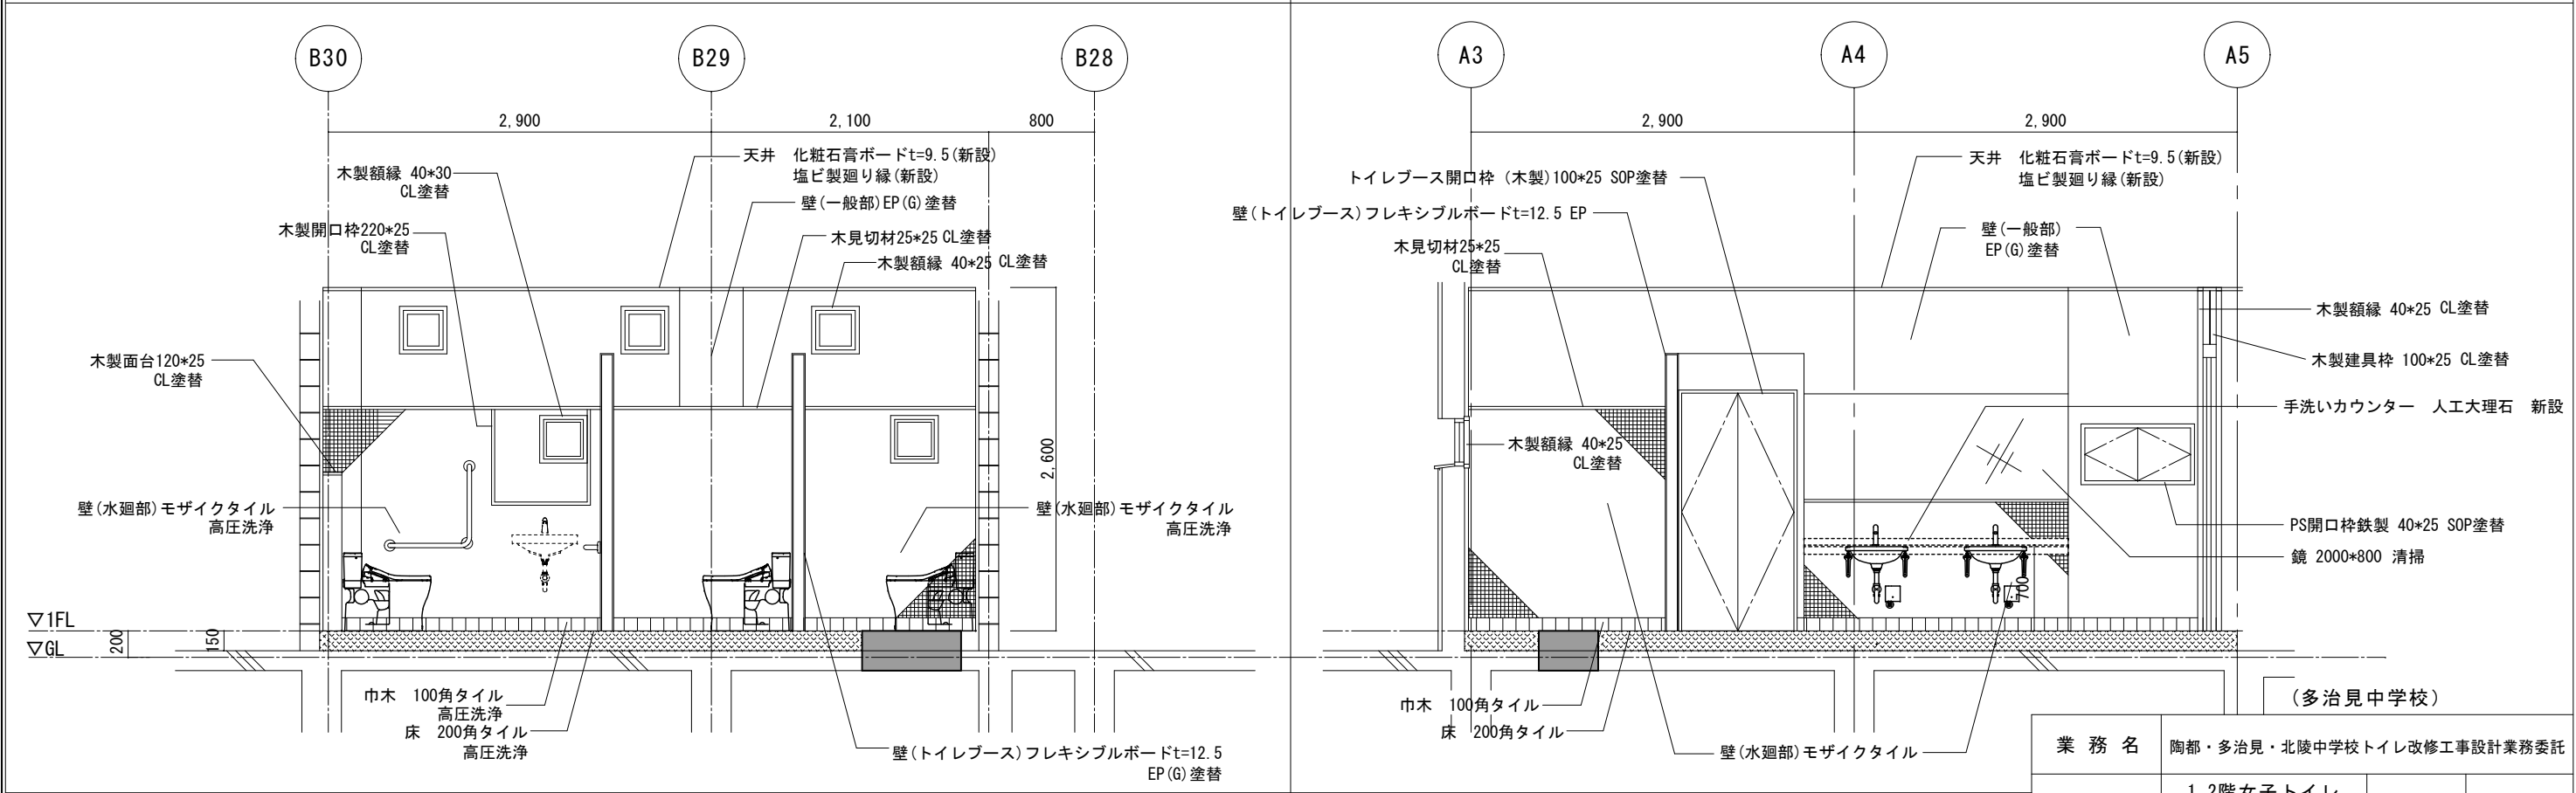 B30
B29
B28
2,900
2,100
800
木製額縁 40*30
CL塗替
木製開口枠220*25
CL塗替
天井　化粧石膏ボードt=9.5(新設)
塩ビ製廻り縁(新設)
壁(一般部)EP(G)塗替
木見切材25*25 CL塗替
木製額縁 40*25 CL塗替
木製面台120*25
CL塗替
2,600
壁(水廻部)モザイクタイル
高圧洗浄
壁(水廻部)モザイクタイル
高圧洗浄
▽1FL
▽GL
200
150
巾木　100角タイル
高圧洗浄
床　200角タイル
高圧洗浄
壁(トイレブース)フレキシブルボードt=12.5
EP(G)塗替
A3
A4
A5
2,900
2,900
トイレブース開口枠 (木製)100*25 SOP塗替
壁(トイレブース)フレキシブルボードt=12.5 EP
木見切材25*25
CL塗替
天井　化粧石膏ボードt=9.5(新設)
塩ビ製廻り縁(新設)
壁(一般部)
EP(G)塗替
木製額縁 40*25 CL塗替
木製建具枠 100*25 CL塗替
手洗いカウンター　人工大理石　新設
木製額縁 40*25
CL塗替
PS開口枠鉄製 40*25 SOP塗替
鏡 2000*800 清掃
700
巾木　100角タイル
床　200角タイル
壁(水廻部)モザイクタイル
(多治見中学校)
業務名
陶都・多治見・北陵中学校トイレ改修工事設計業務委託
1,2階女子トイレ